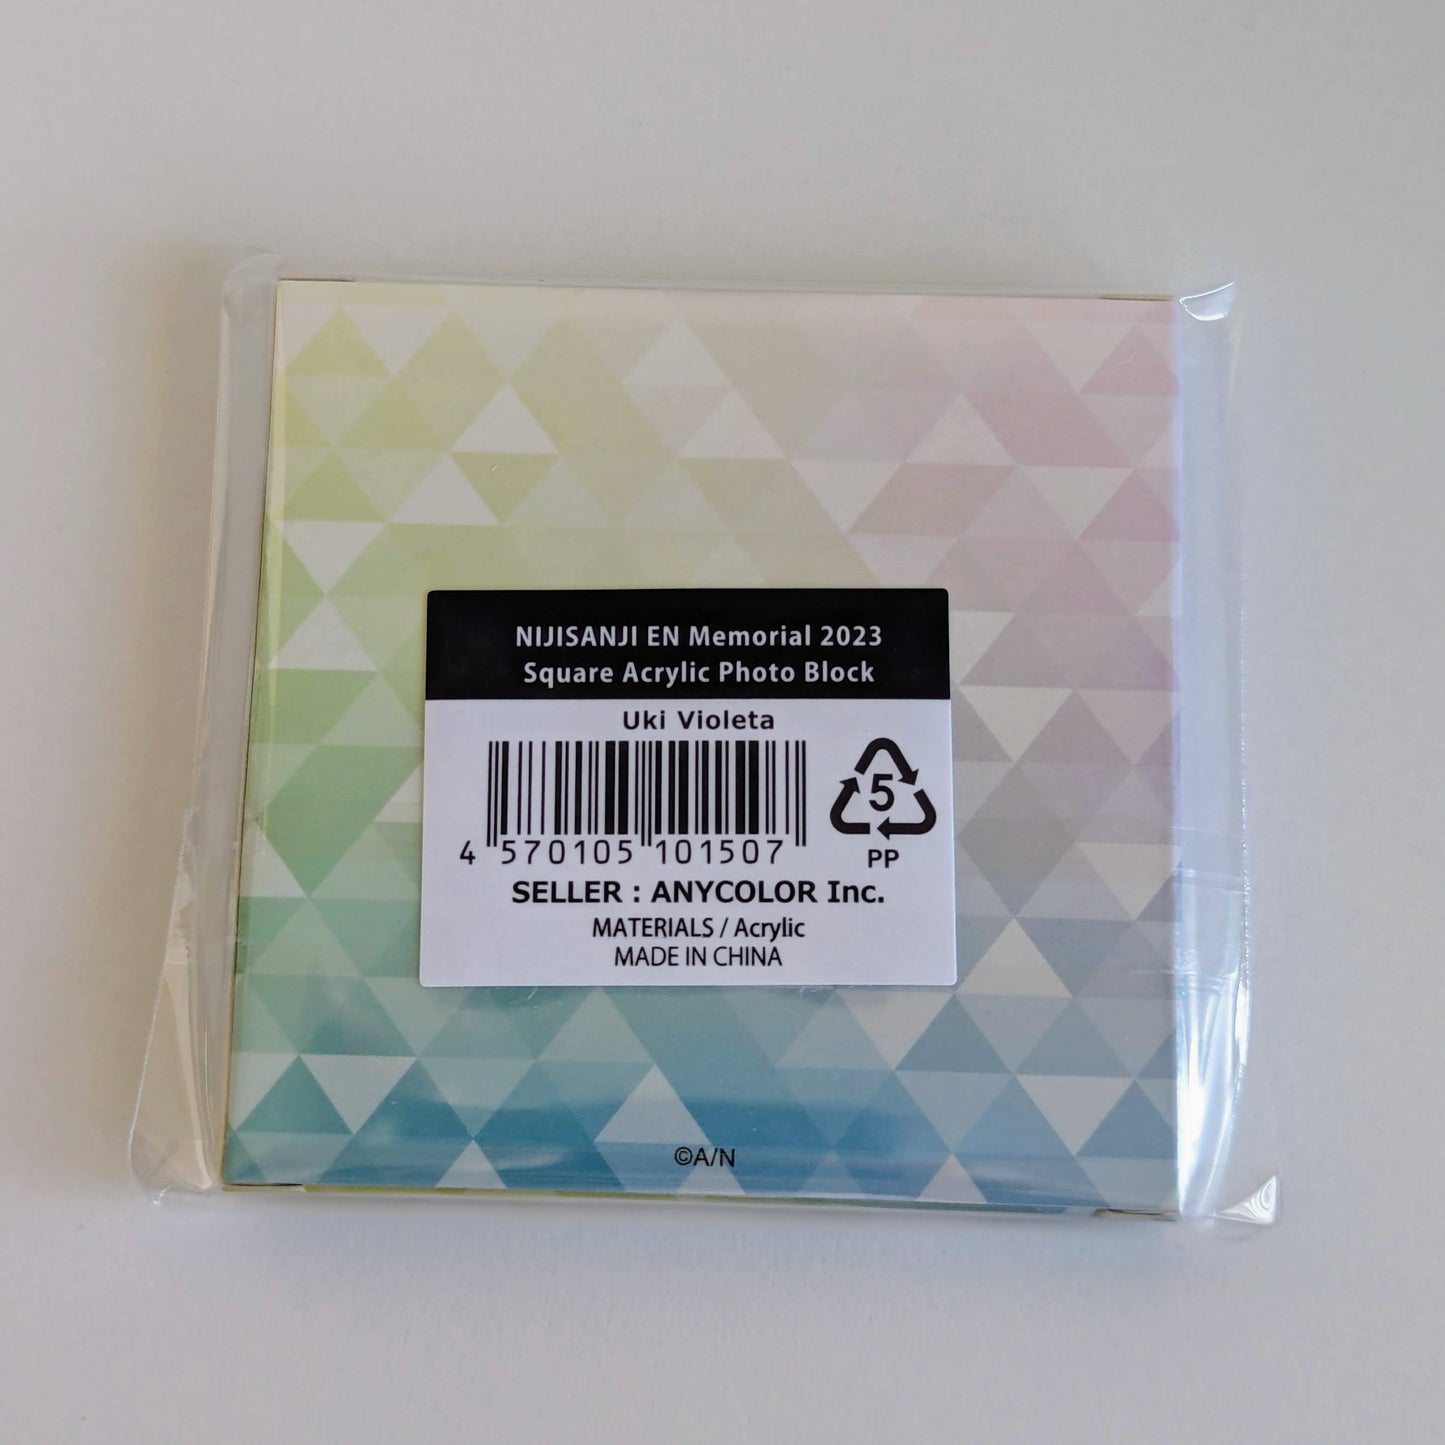 NIJISANJI EN Memorial 2023
Square Acrylic Photo Block
Uki Violeta
5
PP
4 570105 101507
SELLER : ANYCOLOR Inc.
MATERIALS / Acrylic
MADE IN CHINA
©A/N